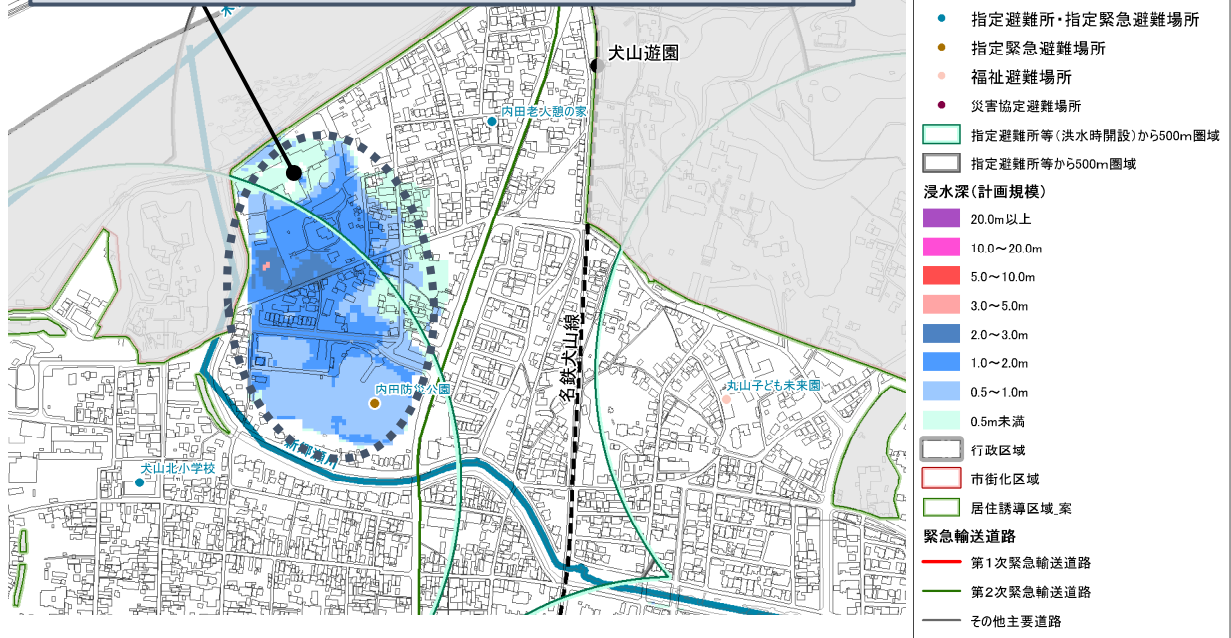 木
犬山遊園
内田老人憩の家
名鉄犬山線
内田防災公園
丸山子ども未来園
新郷瀬川
犬山北小学校
指定避難所・指定緊急避難場所
指定緊急避難場所
福祉避難場所
災害協定避難場所
指定避難所等(洪水時開設)から500m圏域
指定避難所等から500m圏域
浸水深(計画規模)
20.0m以上
10.0～20.0m
5.0～10.0m
3.0～5.0m
2.0～3.0m
1.0～2.0m
0.5～1.0m
0.5m未満
行政区域
市街化区域
居住誘導区域_案
緊急輸送道路
第1次緊急輸送道路
第2次緊急輸送道路
その他主要道路